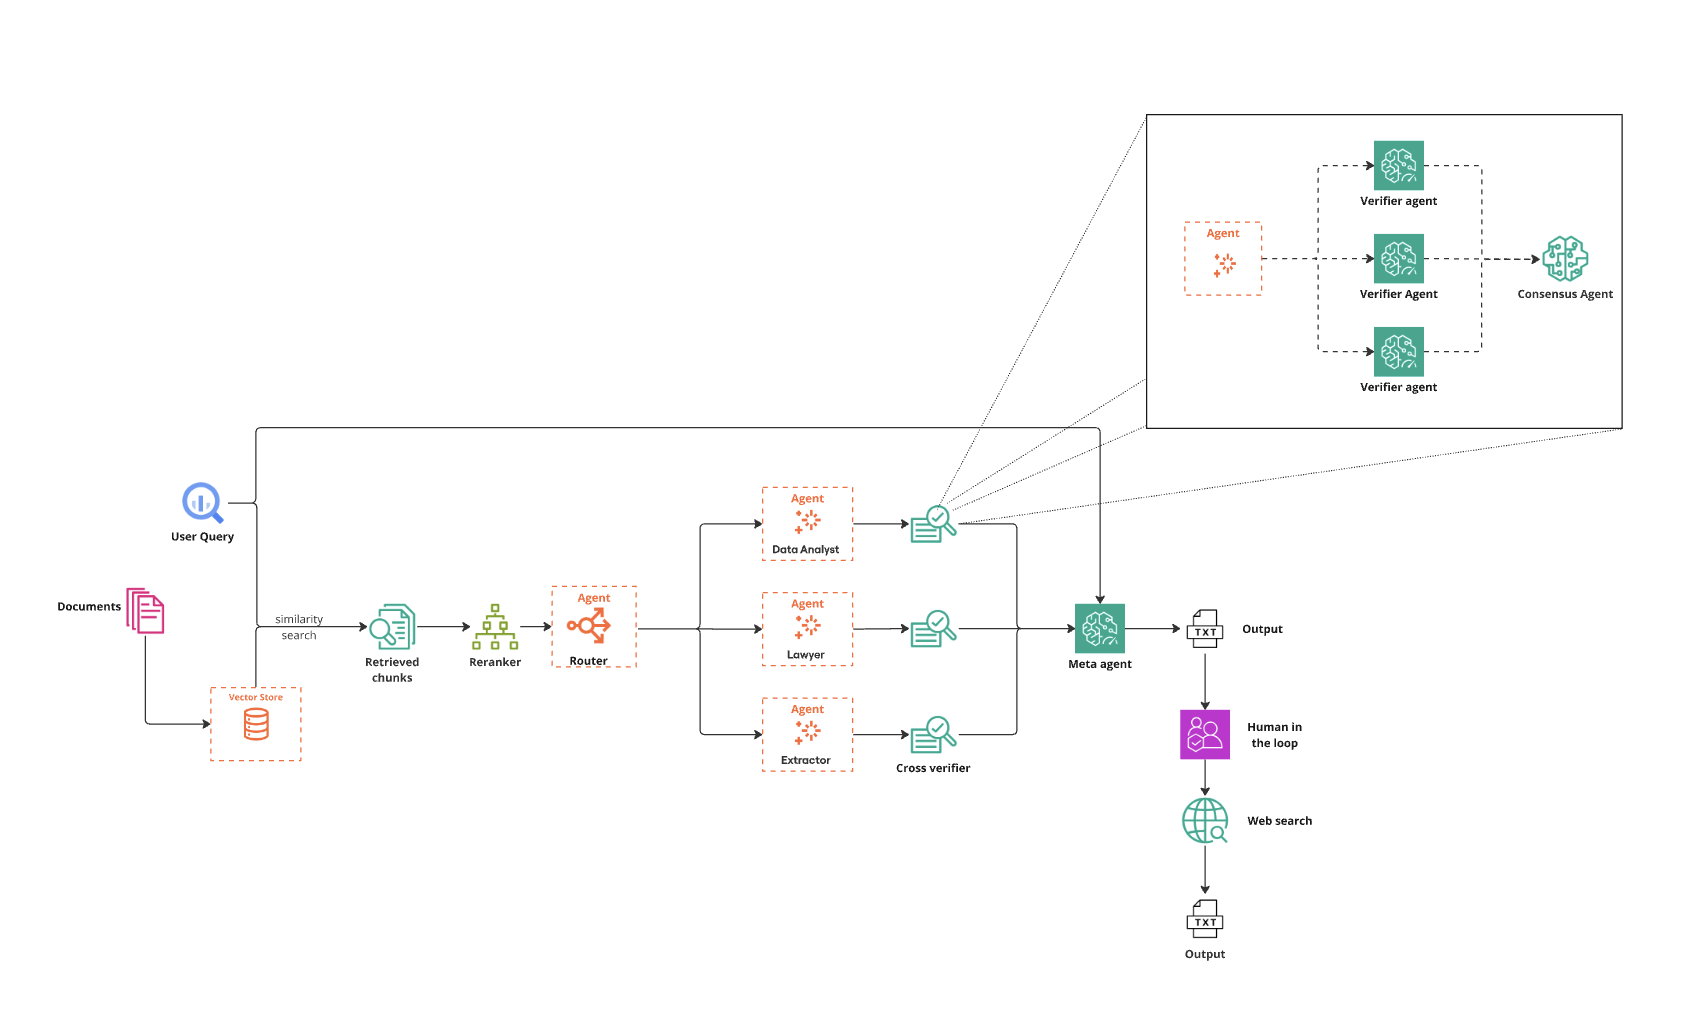 Verifier agent
Agent
Verifier Agent
Consensus Agent
Verifier agent
User Query
Documents
similarity
search
Retrieved
chunks
Reranker
Agent
Router
Vector Store
Agent
Data Analyst
Agent
Lawyer
Agent
Extractor
Cross verifier
Meta agent
TXT
Output
Human in
the loop
Web search
TXT
Output